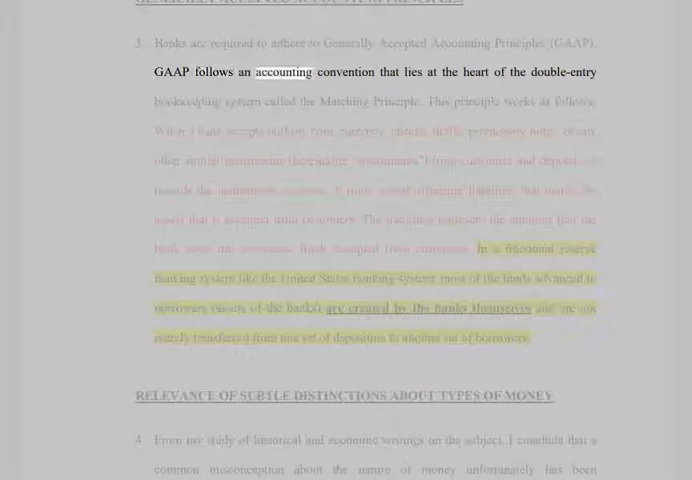 GENERALLY ACCEPTED ACCOUNTING PRINCIPLES
3. Banks are required to adhere to Generally Accepted Accounting Principles (GAAP).
GAAP follows an accounting convention that lies at the heart of the double-entry
bookkeeping system called the Matching Principle. This principle works as follows:
When a bank accepts bullion, coin, currency, checks, drafts, promissory notes, or any
other similar instruments (hereinafter "instruments") from customers and deposits or
records the instruments as assets, it must record offsetting liabilities that match the
assets that it accepted from customers. The liabilities represent the amounts that the
bank owes the customers, funds accepted from customers. In a fractional reserve
banking system like the United States banking system, most of the funds advanced to
borrowers (assets of the banks) are created by the banks themselves and are not
merely transferred from one set of depositors to another set of borrowers.
RELEVANCE OF SUBTLE DISTINCTIONS ABOUT TYPES OF MONEY
4. From my study of historical and economic writings on the subject, I conclude that a
common misconception about the nature of money unfortunately has been